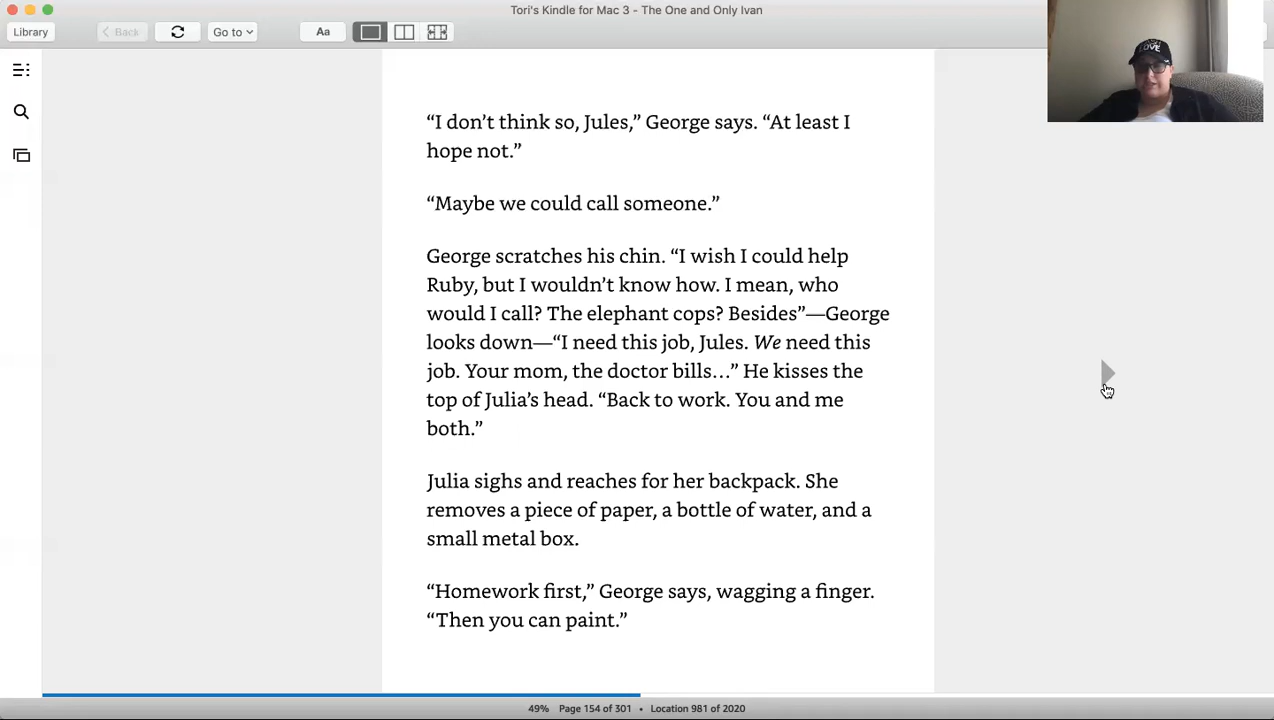 Tori's Kindle for Mac 3 - The One and Only Ivan
Library
Back
Go to
Aa
LOVE
“I don’t think so, Jules,” George says. “At least I
hope not.”
“Maybe we could call someone.”
George scratches his chin. “I wish I could help
Ruby, but I wouldn’t know how. I mean, who
would I call? The elephant cops? Besides”—George
looks down—“I need this job, Jules. We need this
job. Your mom, the doctor bills…” He kisses the
top of Julia’s head. “Back to work. You and me
both.”
Julia sighs and reaches for her backpack. She
removes a piece of paper, a bottle of water, and a
small metal box.
“Homework first,” George says, wagging a finger.
“Then you can paint.”
49% Page 154 of 301 • Location 981 of 2020